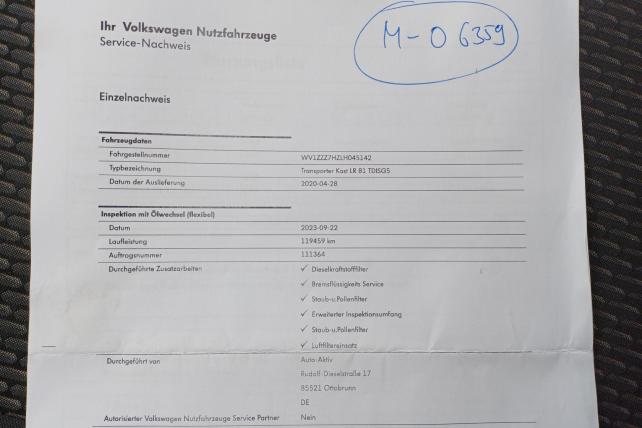 Ihr Volkswagen Nutzfahrzeuge
Service-Nachweis
M-O 6359
Einzelnachweis
Fahrzeugdaten
Fahrgestellnummer WV1ZZZ7HZLH045142
Typbezeichnung Transporter Kast LR 81 TDI5G5
Datum der Auslieferung 2020-04-28
Inspektion mit Ölwechsel (flexibel)
Datum 2023-09-22
Laufleistung 119459 km
Auftragsnummer 111364
Durchgeführte Zusatzarbeiten ✓ Dieselkraftstofffilter
✓ Bremsflüssigkeits Service
✓ Staub-u.Pollenfilter
✓ Erweiterter Inspektionsumfang
✓ Staub-u.Pollenfilter
✓ Luftfiltereinsatz
Durchgeführt von Auto-Aktiv
Rudolf-Dieselstraße 17
85521 Ottobrunn
DE
Autorisierter Volkswagen Nutzfahrzeuge Service Partner Nein